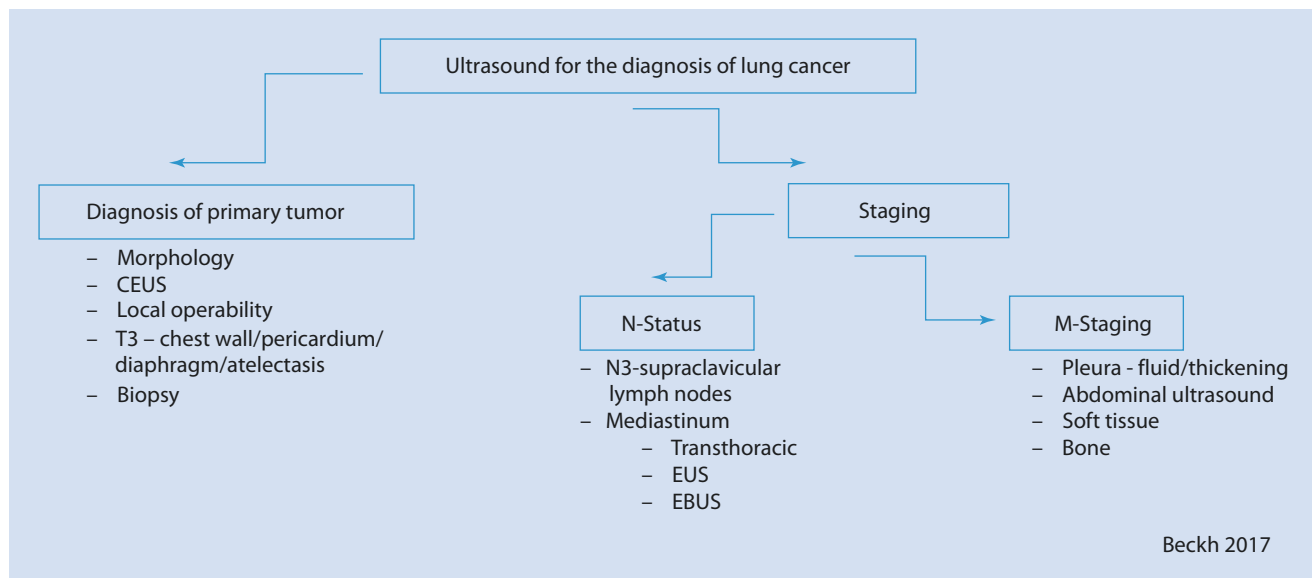 Ultrasound for the diagnosis of lung cancer
Diagnosis of primary tumor
– Morphology
– CEUS
– Local operability
– T3 – chest wall/pericardium/
diaphragm/atelectasis
– Biopsy
Staging
N-Status
– N3-supraclavicular
lymph nodes
– Mediastinum
– Transthoracic
– EUS
– EBUS
M-Staging
– Pleura - fluid/thickening
– Abdominal ultrasound
– Soft tissue
– Bone
Beckh 2017